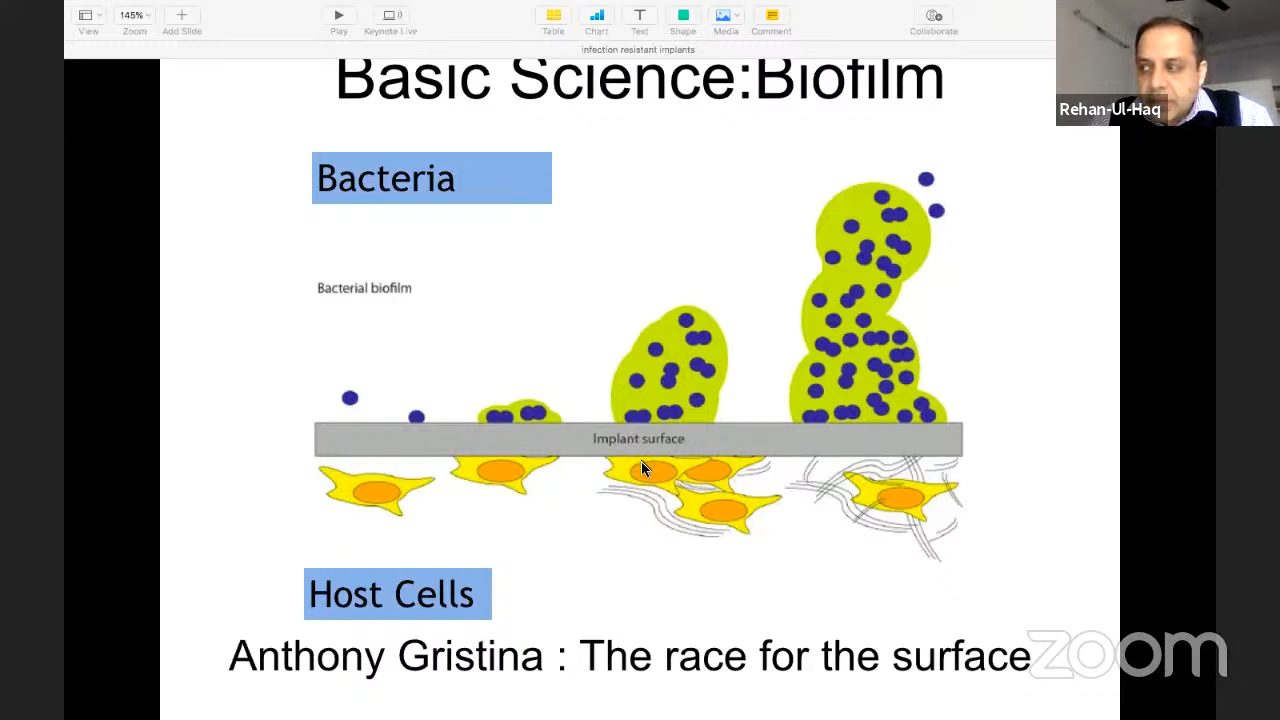 145%
View
Zoom
Add Slide
Play
Keynote Live
Table
Chart
Text
Shape
Media
Comment
Collaborate
infection resistant implants
Basic Science:Biofilm
Rehan-Ul-Haq
Bacteria
Bacterial biofilm
Implant surface
Host Cells
Anthony Gristina : The race for the surface
zoom